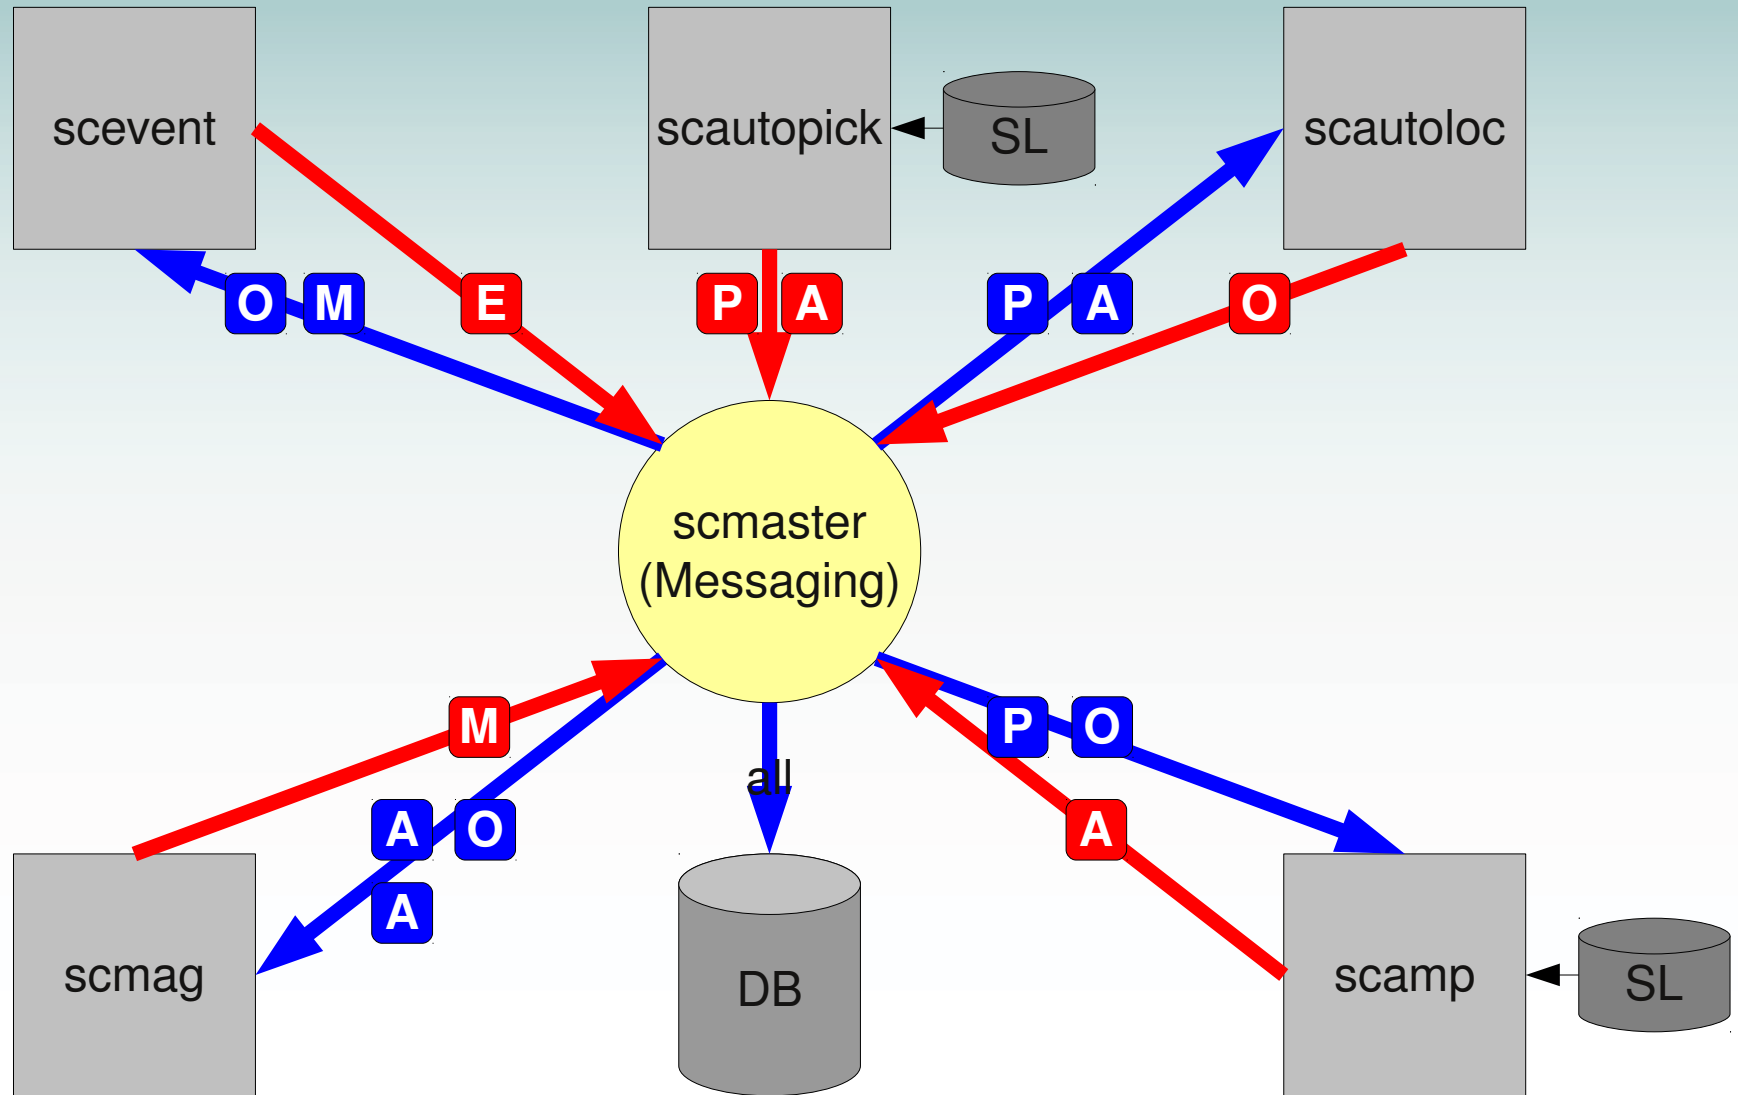 scevent
scautopick
SL
scautoloc
O M
E
P A
P A
O
scmaster
(Messaging)
M
P O
all
A O
A
A
scmag
DB
scamp
SL